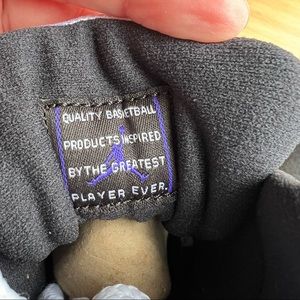 QUALITY BASKETBALL
PRODUCTS INSPIRED
BY THE GREATEST
PLAYER EVER.